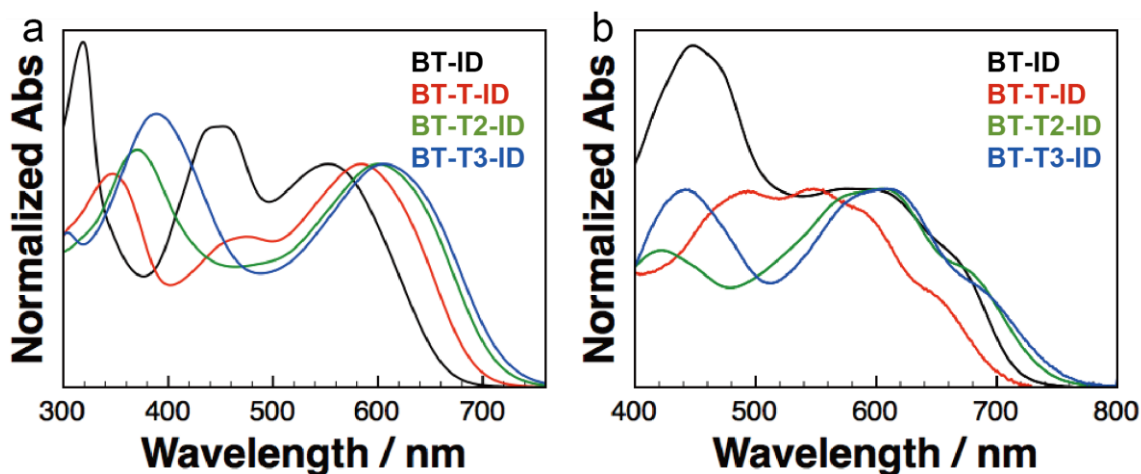 a
Normalized Abs
BT-ID
BT-T-ID
BT-T2-ID
BT-T3-ID
300 400 500 600 700
Wavelength / nm
b
Normalized Abs
BT-ID
BT-T-ID
BT-T2-ID
BT-T3-ID
400 500 600 700 800
Wavelength / nm